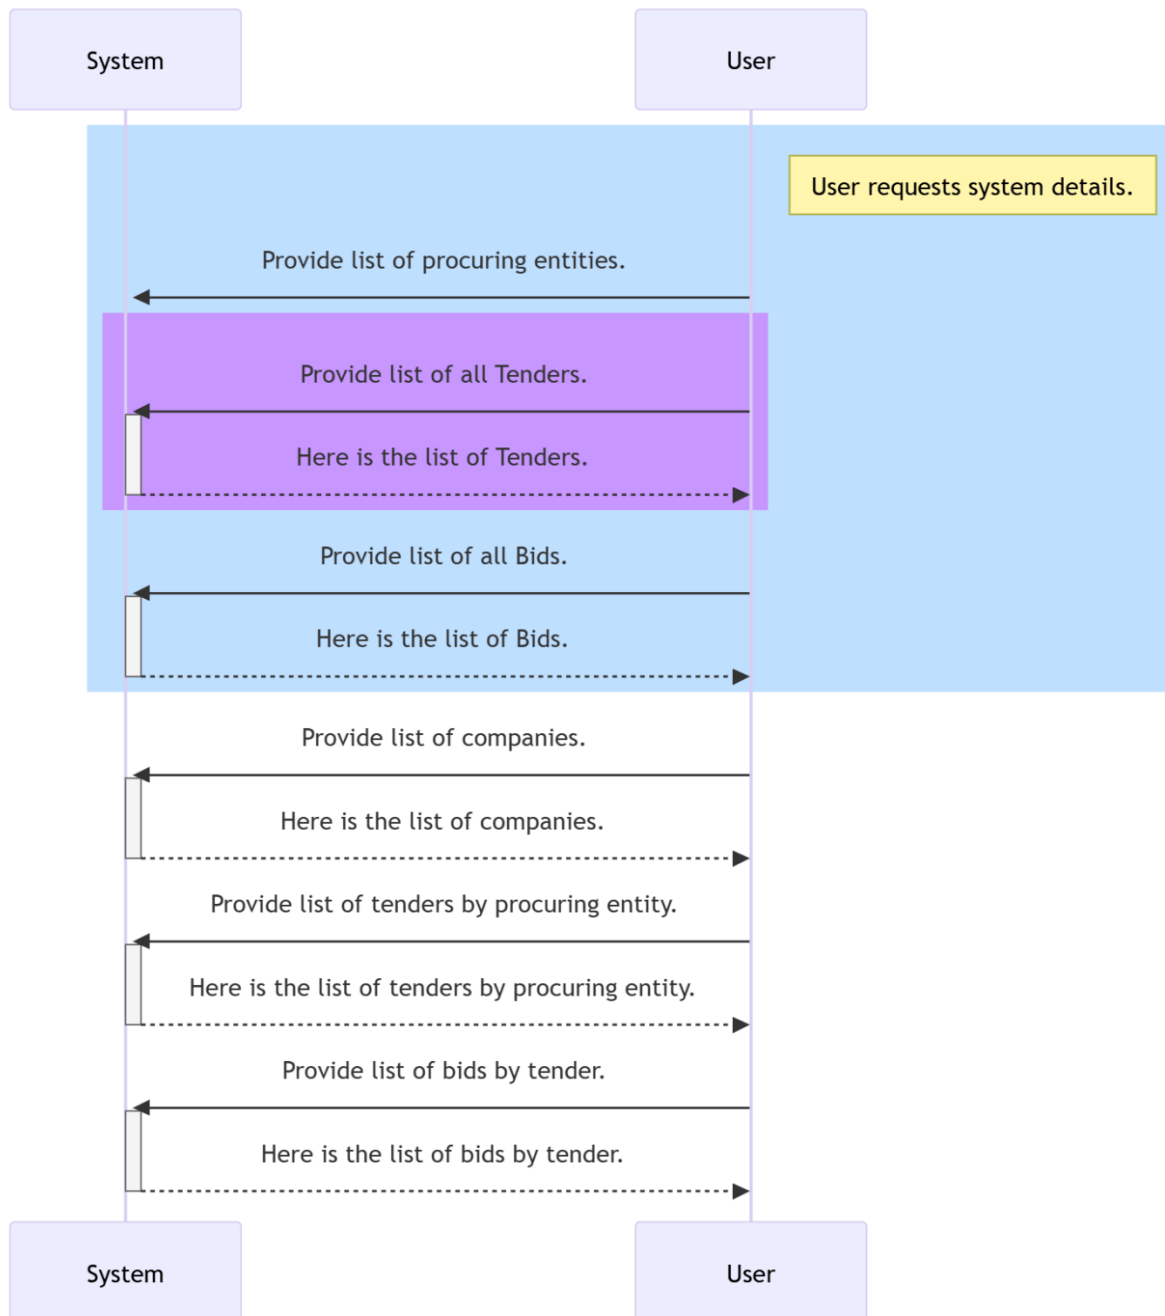 System
User
User requests system details.
Provide list of procuring entities.
Provide list of all Tenders.
Here is the list of Tenders.
Provide list of all Bids.
Here is the list of Bids.
Provide list of companies.
Here is the list of companies.
Provide list of tenders by procuring entity.
Here is the list of tenders by procuring entity.
Provide list of bids by tender.
Here is the list of bids by tender.
System
User